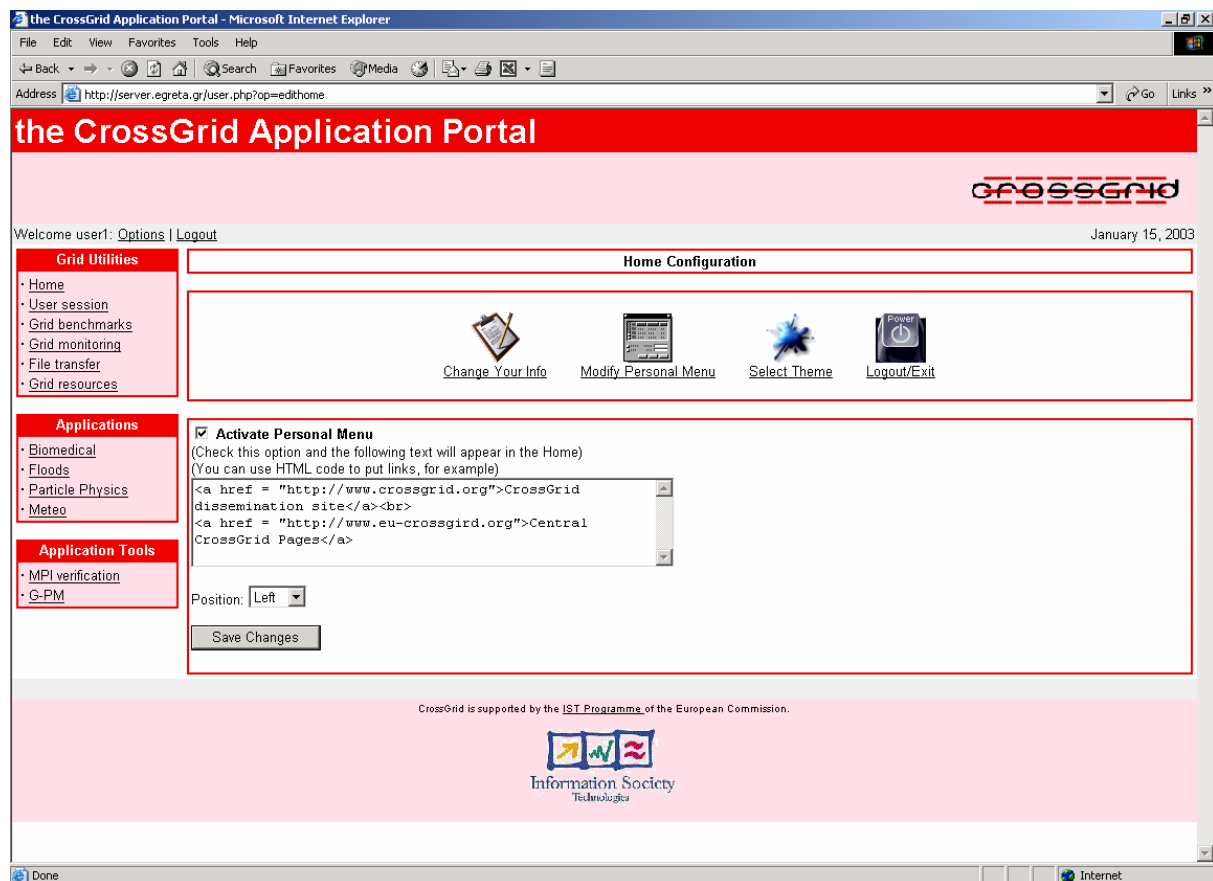 the CrossGrid Application Portal - Microsoft Internet Explorer
File Edit View Favorites Tools Help
Back Search Favorites Media
Address http://server.egreta.gr/user.php?op=edithome Go Links »
the CrossGrid Application Portal
crossgrid
Welcome user1: Options | Logout January 15, 2003
Grid Utilities
· Home
· User session
· Grid benchmarks
· Grid monitoring
· File transfer
· Grid resources
Applications
· Biomedical
· Floods
· Particle Physics
· Meteo
Application Tools
· MPI verification
· G-PM
Home Configuration
Power
Change Your Info Modify Personal Menu Select Theme Logout/Exit
Activate Personal Menu
(Check this option and the following text will appear in the Home)
(You can use HTML code to put links, for example)
<a href = "http://www.crossgrid.org">CrossGrid
dissemination site</a><br>
<a href = "http://www.eu-crossgird.org">Central
CrossGrid Pages</a>
Position: Left
Save Changes
CrossGrid is supported by the IST Programme of the European Commission.
Information Society
Technologies
Done Internet